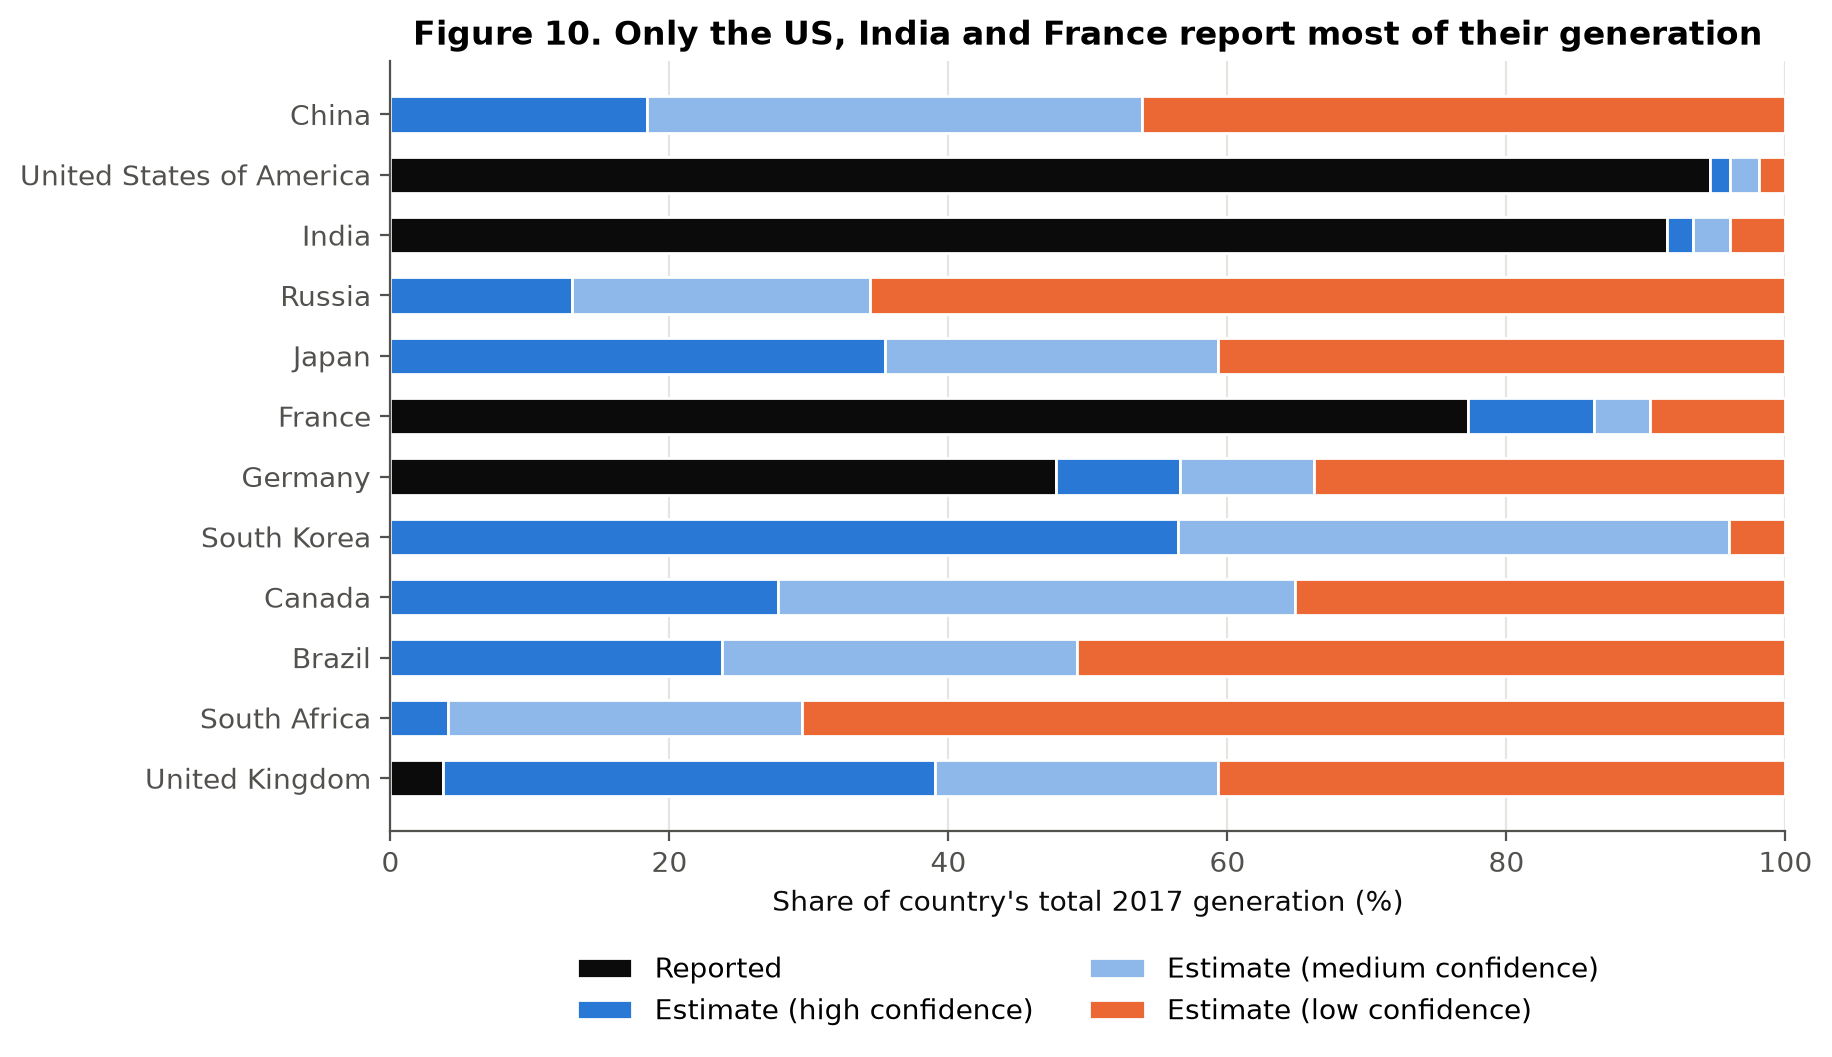 Figure 10. Only the US, India and France report most of their generation
China
United States of America
India
Russia
Japan
France
Germany
South Korea
Canada
Brazil
South Africa
United Kingdom
0 20 40 60 80 100
Share of country's total 2017 generation (%)
Reported
Estimate (high confidence)
Estimate (medium confidence)
Estimate (low confidence)